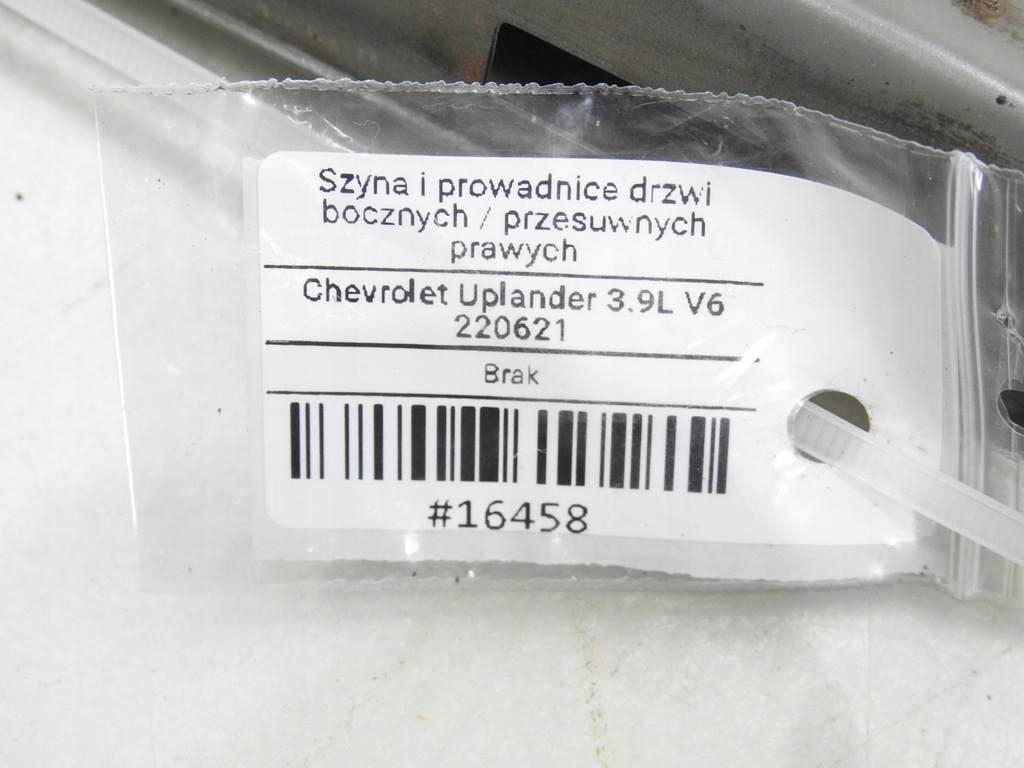 Szyna i prowadnice drzwi
bocznych / przesuwnych
prawych
Chevrolet Uplander 3.9L V6
220621
Brak
#16458